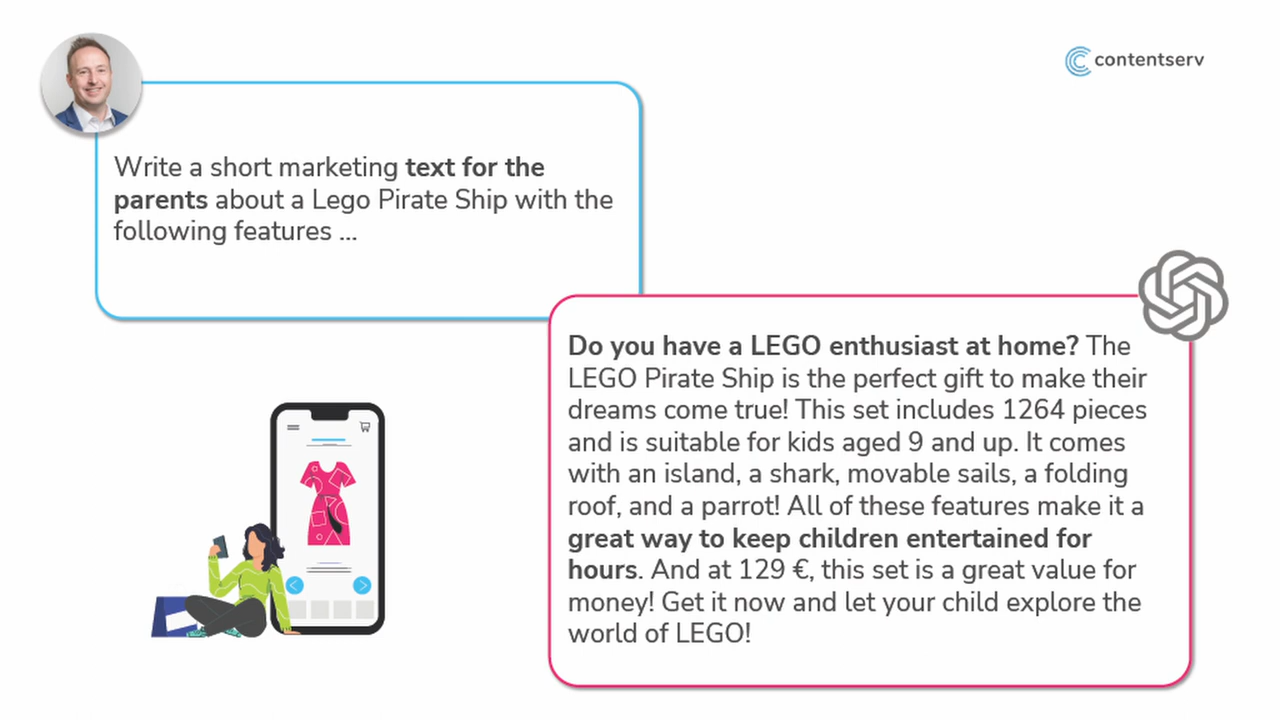 contentserv
Write a short marketing text for the
parents about a Lego Pirate Ship with the
following features ...
Do you have a LEGO enthusiast at home? The
LEGO Pirate Ship is the perfect gift to make their
dreams come true! This set includes 1264 pieces
and is suitable for kids aged 9 and up. It comes
with an island, a shark, movable sails, a folding
roof, and a parrot! All of these features make it a
great way to keep children entertained for
hours. And at 129 €, this set is a great value for
money! Get it now and let your child explore the
world of LEGO!